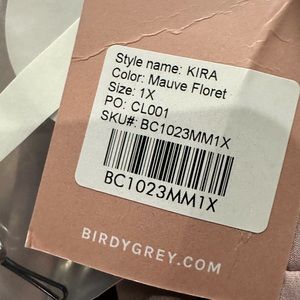 Style name: KIRA
Color: Mauve Floret
Size: 1X
PO: CL001
SKU#: BC1023MM1X
BC1023MM1X
BIRDYGREY.COM